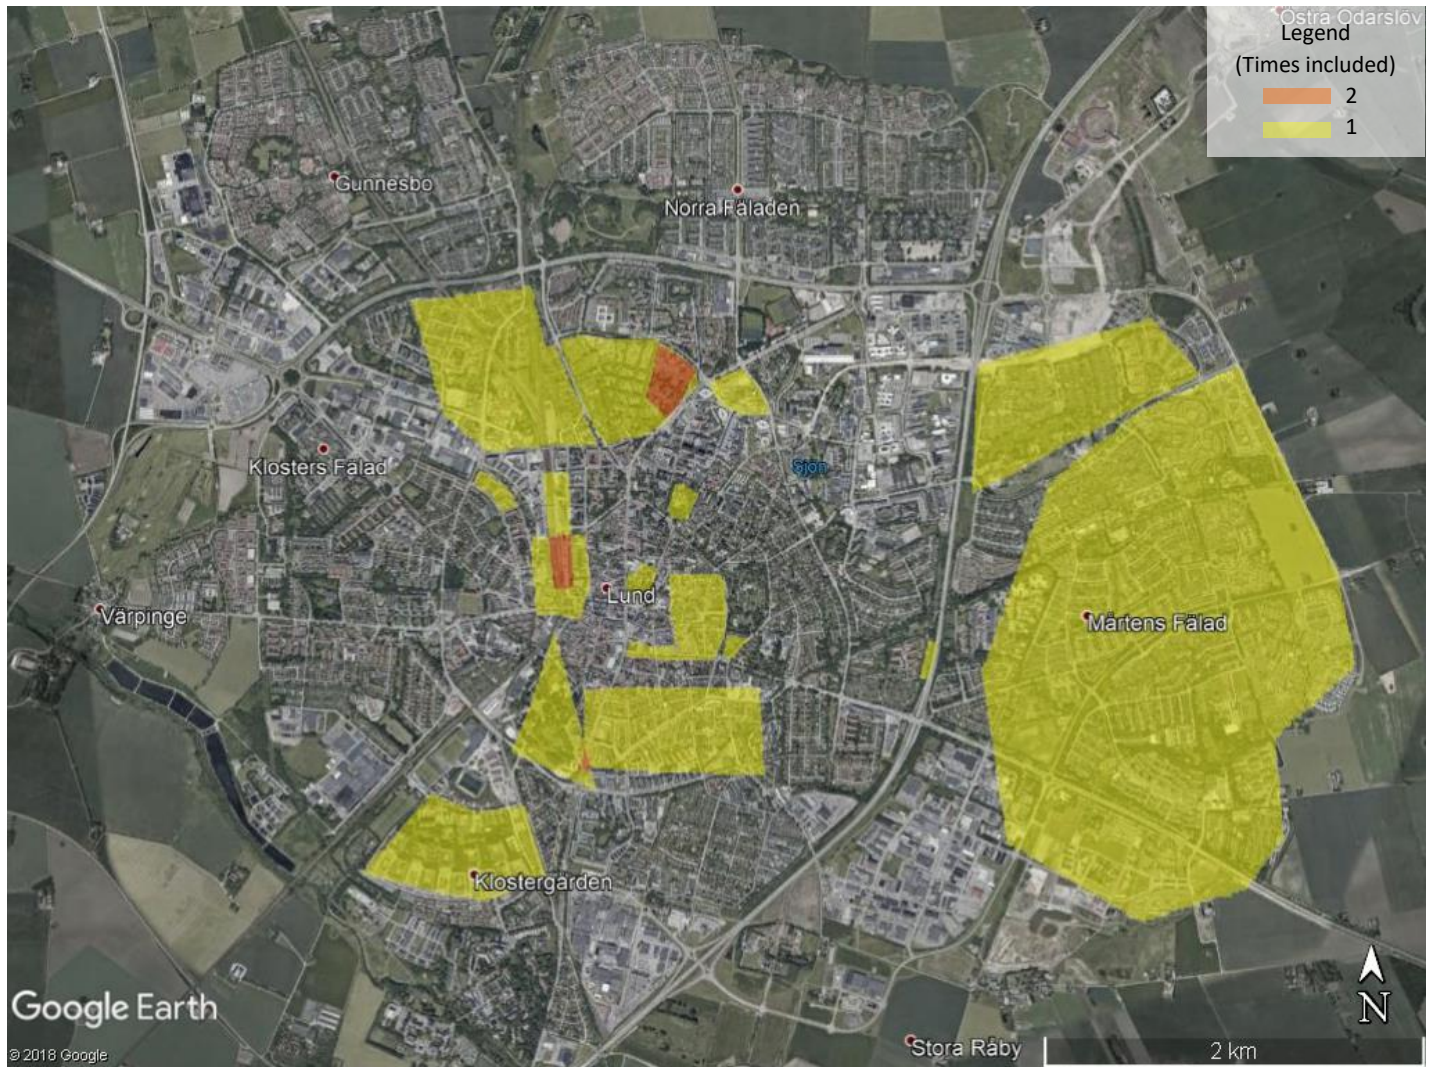 Östra Odarslöv
Legend
(Times included)
2
1
Gunnesbo
Norra Fäladen
Klosters Fälad
Sjön
Värpinge
Lund
Mårtens Fälad
Klostergården
Google Earth
N
Stora Råby
2 km
© 2018 Google